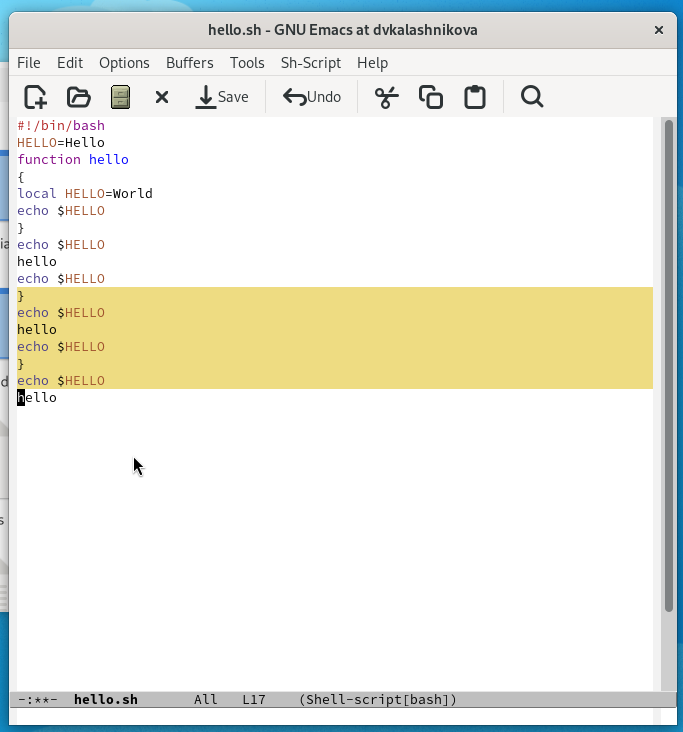 hello.sh - GNU Emacs at dvkalashnikova ×
File Edit Options Buffers Tools Sh-Script Help
Save Undo
#!/bin/bash
HELLO=Hello
function hello
{
local HELLO=World
echo $HELLO
}
echo $HELLO
hello
echo $HELLO
}
echo $HELLO
hello
echo $HELLO
}
echo $HELLO
hello
-:**- hello.sh All L17 (Shell-script[bash])